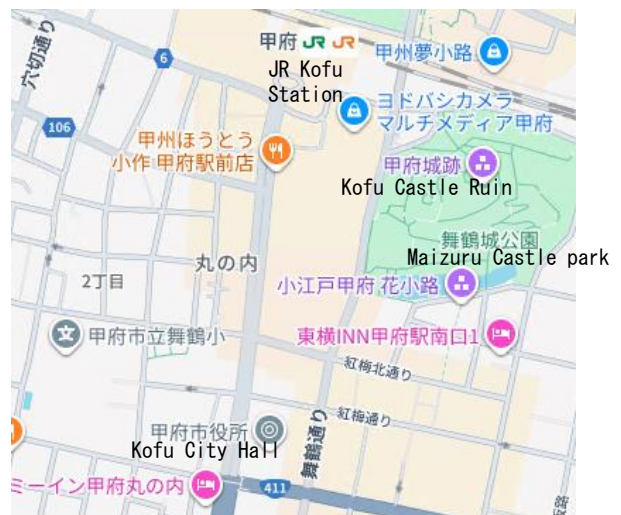 穴切通り
6
甲府 JR JR
JR Kofu
Station
甲州夢小路
ヨドバシカメラ
マルチメディア甲府
106
甲州ほうとう
小作 甲府駅前店
甲府城跡
Kofu Castle Ruin
舞鶴城公園
Maizuru Castle park
丸の内
2丁目
小江戸甲府 花小路
甲府市立舞鶴小
文
東横INN甲府駅南口1
紅梅北通り
紅梅通り
舞鶴通り
甲府市役所
Kofu City Hall
ミーイン甲府丸の内
411